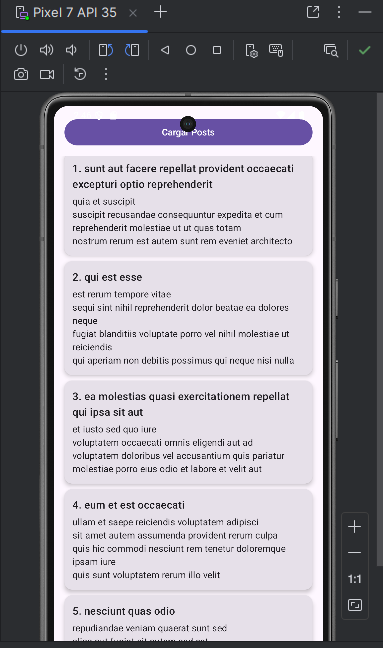 Pixel 7 API 35
Cargar Posts
1. sunt aut facere repellat provident occaecati
excepturi optio reprehenderit
quia et suscipit
suscipit recusandae consequuntur expedita et cum
reprehenderit molestiae ut ut quas totam
nostrum rerum est autem sunt rem eveniet architecto
2. qui est esse
est rerum tempore vitae
sequi sint nihil reprehenderit dolor beatae ea dolores
neque
fugiat blanditiis voluptate porro vel nihil molestiae ut
reiciendis
qui aperiam non debitis possimus qui neque nisi nulla
3. ea molestias quasi exercitationem repellat
qui ipsa sit aut
et iusto sed quo iure
voluptatem occaecati omnis eligendi aut ad
voluptatem doloribus vel accusantium quis pariatur
molestiae porro eius odio et labore et velit aut
4. eum et est occaecati
ullam et saepe reiciendis voluptatem adipisci
sit amet autem assumenda provident rerum culpa
quis hic commodi nesciunt rem tenetur doloremque
ipsam iure
quis sunt voluptatem rerum illo velit
1:1
5. nesciunt quas odio
repudiandae veniam quaerat sunt sed